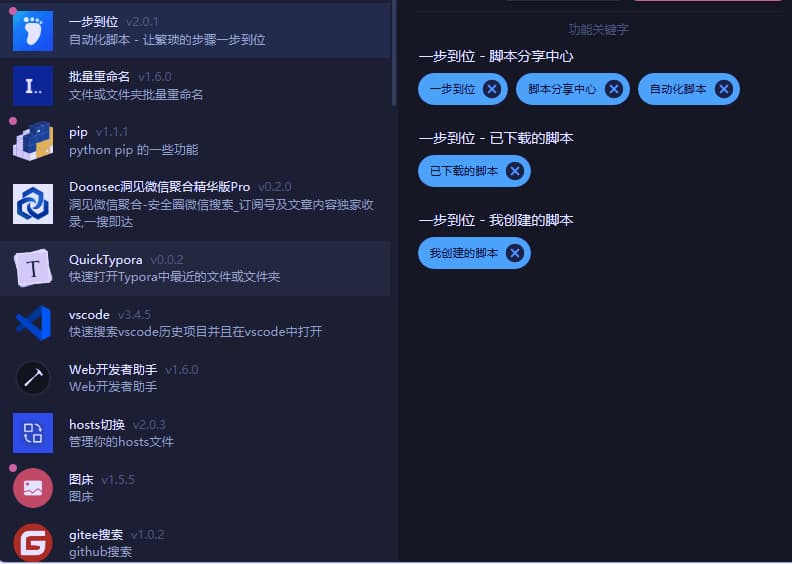 一步到位 v2.0.1
自动化脚本 - 让繁琐的步骤一步到位
I..
批量重命名 v1.6.0
文件或文件夹批量重命名
pip v1.1.1
python pip 的一些功能
Doonsec洞见微信聚合精华版Pro v0.2.0
洞见微信聚合-安全圈微信搜索_订阅号及文章内容独家收
录,一搜即达
T
QuickTypora v0.0.2
快速打开Typora中最近的文件或文件夹
vscode v3.4.5
快速搜索vscode历史项目并且在vscode中打开
Web开发者助手 v1.6.0
Web开发者助手
hosts切换 v2.0.3
管理你的hosts文件
图床 v1.5.5
图床
G
gitee搜索 v1.0.2
github搜索
功能关键字
一步到位 - 脚本分享中心
一步到位 脚本分享中心 自动化脚本
一步到位 - 已下载的脚本
已下载的脚本
一步到位 - 我创建的脚本
我创建的脚本